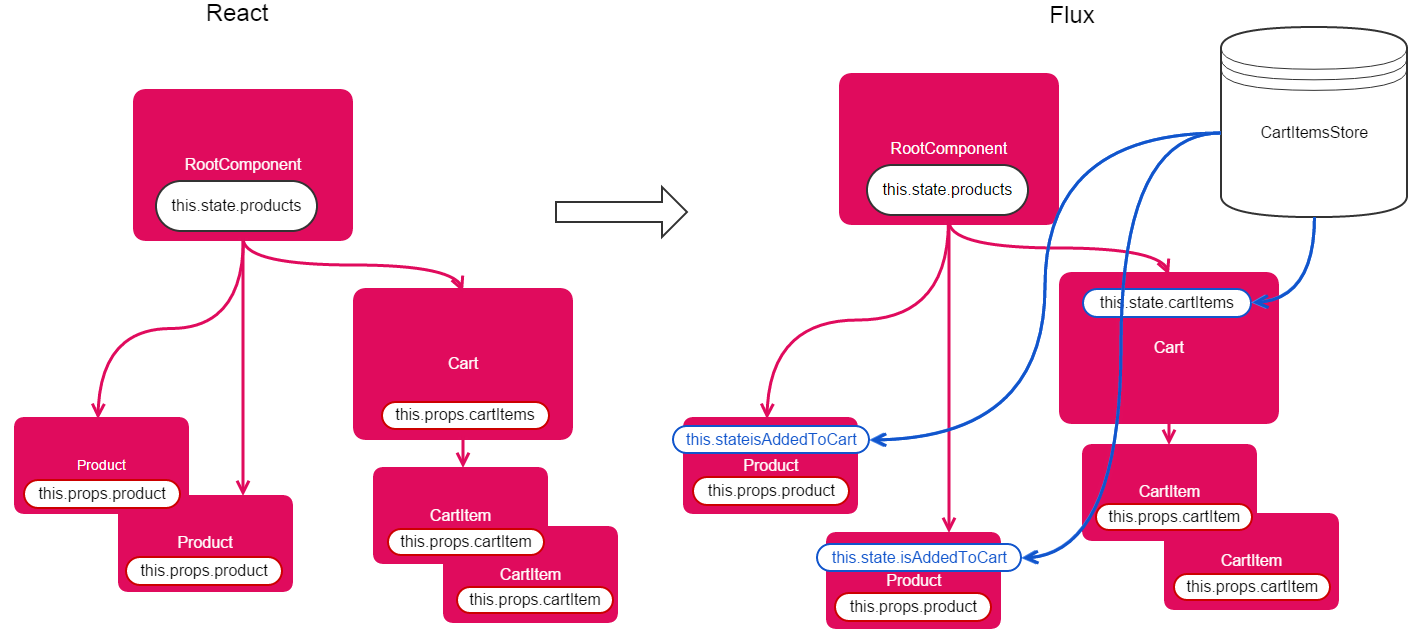 React
RootComponent
this.state.products
Cart
this.props.cartItems
Product
this.props.product
Product
this.props.product
CartItem
this.props.cartItem
CartItem
this.props.cartItem
Flux
CartItemsStore
RootComponent
this.state.products
this.state.cartItems
Cart
this.stateisAddedToCart
Product
this.props.product
this.state.isAddedToCart
Product
this.props.product
CartItem
this.props.cartItem
CartItem
this.props.cartItem